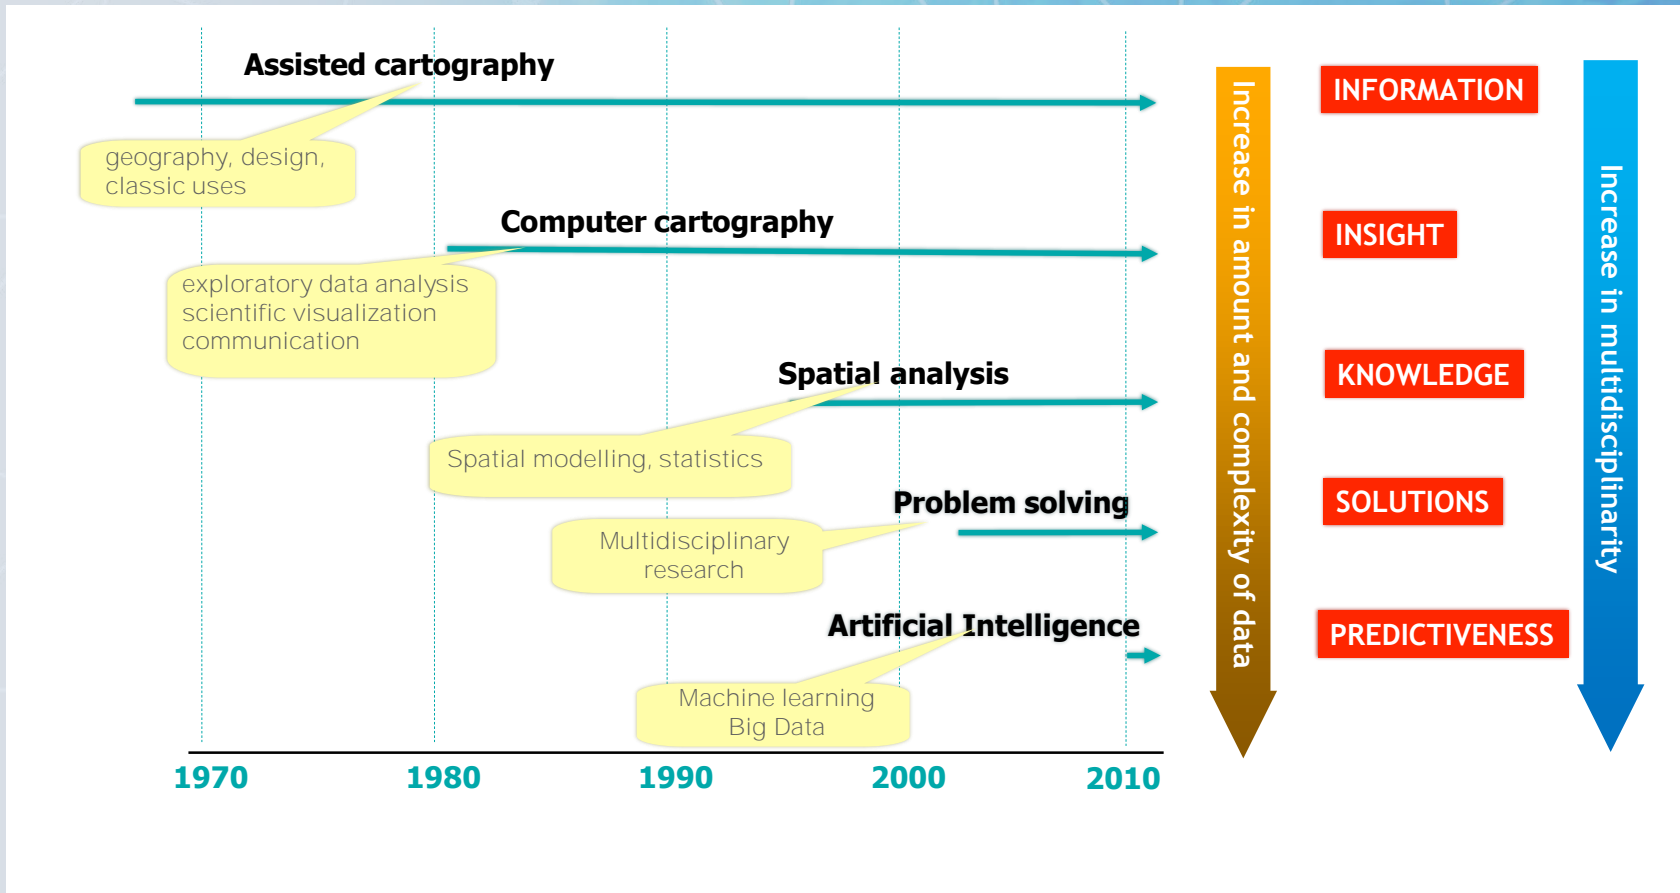 Assisted cartography
geography, design,
classic uses
Computer cartography
exploratory data analysis
scientific visualization
communication
Spatial analysis
Spatial modelling, statistics
Problem solving
Multidisciplinary
research
Artificial Intelligence
Machine learning
Big Data
1970
1980
1990
2000
2010
Increase in amount and complexity of data
INFORMATION
INSIGHT
KNOWLEDGE
SOLUTIONS
PREDICTIVENESS
Increase in multidisciplinarity